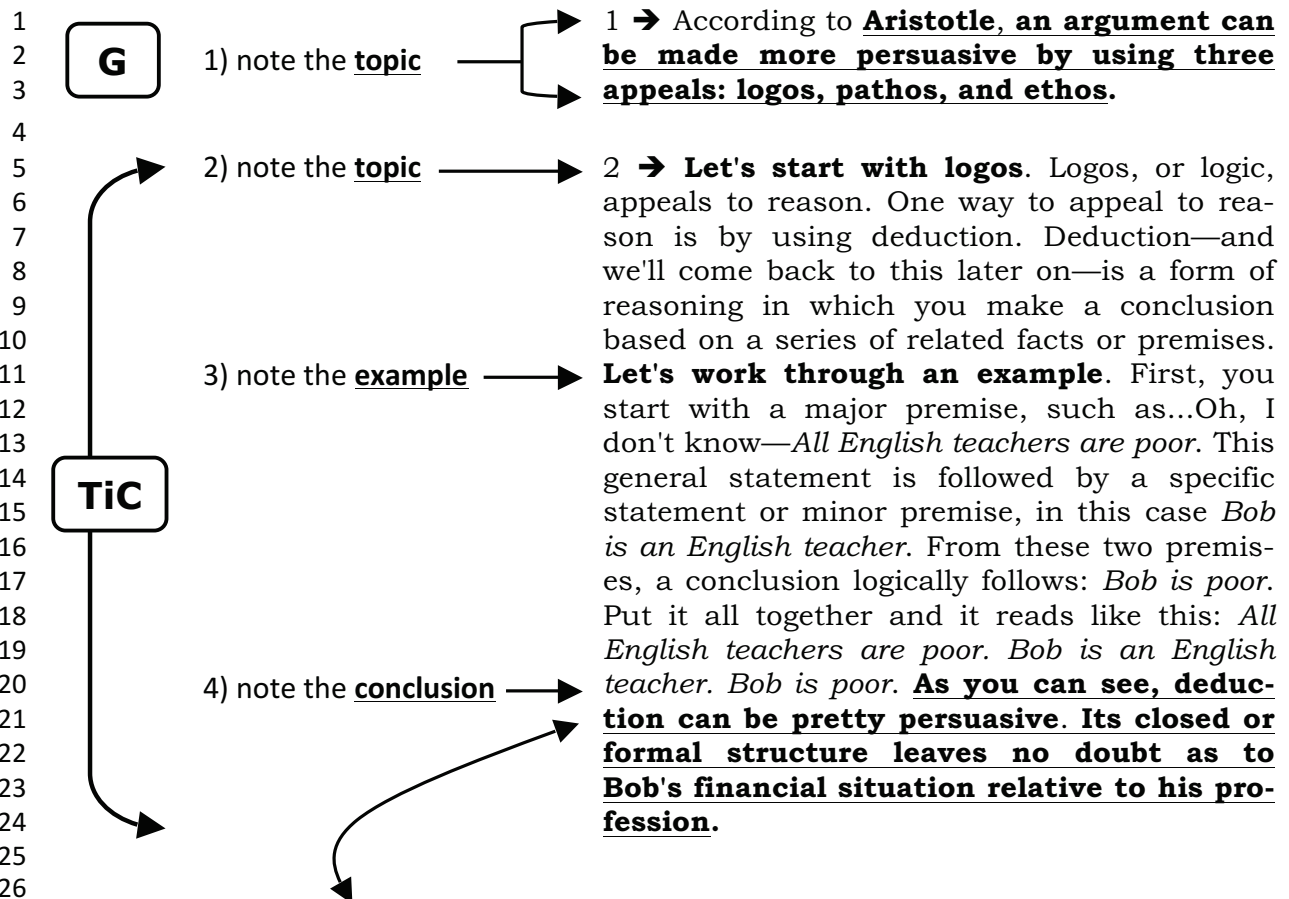 1
2
3
4
5
6
7
8
9
10
11
12
13
14
15
16
17
18
19
20
21
22
23
24
25
26
G
TiC
1) note the topic
2) note the topic
3) note the example
4) note the conclusion
1 ➔ According to Aristotle, an argument can
be made more persuasive by using three
appeals: logos, pathos, and ethos.
2 ➔ Let's start with logos. Logos, or logic,
appeals to reason. One way to appeal to rea-
son is by using deduction. Deduction—and
we'll come back to this later on—is a form of
reasoning in which you make a conclusion
based on a series of related facts or premises.
Let's work through an example. First, you
start with a major premise, such as...Oh, I
don't know—All English teachers are poor. This
general statement is followed by a specific
statement or minor premise, in this case Bob
is an English teacher. From these two premis-
es, a conclusion logically follows: Bob is poor.
Put it all together and it reads like this: All
English teachers are poor. Bob is an English
teacher. Bob is poor. As you can see, deduc-
tion can be pretty persuasive. Its closed or
formal structure leaves no doubt as to
Bob's financial situation relative to his pro-
fession.